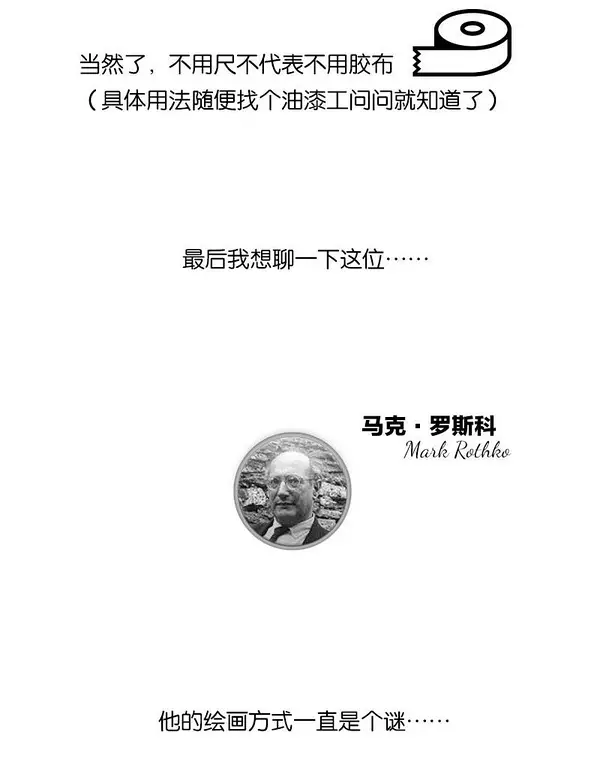 当然了，不用尺不代表不用胶布
（具体用法随便找个油漆工问问就知道了）
最后我想聊一下这位……
马克·罗斯科
Mark Rothko
他的绘画方式一直是个谜……